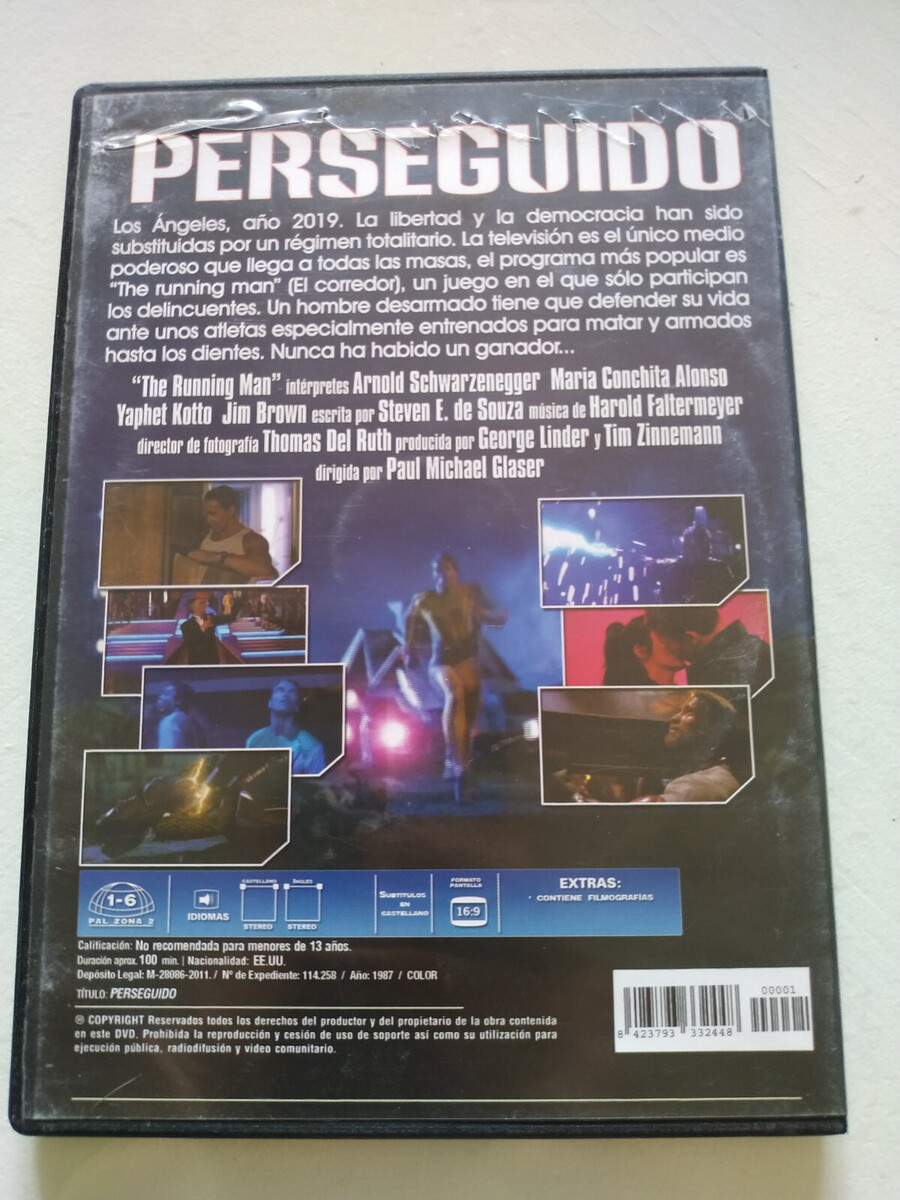 PERSEGUIDO
Los Ángeles, año 2019. La libertad y la democracia han sido
substituídas por un régimen totalitario. La televisión es el único medio
poderoso que llega a todas las masas, el programa más popular es
"The running man" (El corredor), un juego en el que sólo participan
los delincuentes. Un hombre desarmado tiene que defender su vida
ante unos atletas especialmente entrenados para matar y armados
hasta los dientes. Nunca ha habido un ganador...
"The Running Man" intérpretes Arnold Schwarzenegger Maria Conchita Alonso
Yaphet Kotto Jim Brown escrita por Steven E. de Souza música de Harold Faltermeyer
director de fotografía Thomas Del Ruth producida por George Linder y Tim Zinnemann
dirigida por Paul Michael Glaser
1-6
PAL ZONA 2
IDIOMAS
CASTELLANO
STEREO
INGLES
STEREO
SUBTITULOS
EN
CASTELLANO
FORMATO
PANTALLA
16:9
EXTRAS:
· CONTIENE FILMOGRAFÍAS
Calificación: No recomendada para menores de 13 años.
Duración aprox. 100 min. | Nacionalidad: EE.UU.
Depósito Legal: M-28086-2011. / Nº de Expediente: 114.258 / Año: 1987 / COLOR
TÍTULO: PERSEGUIDO
® COPYRIGHT Reservados todos los derechos del productor y del propietario de la obra contenida
en este DVD. Prohibida la reproducción y cesión de uso de soporte así como su utilización para
ejecución pública, radiodifusión y video comunitario.
00001
8 423793 332448